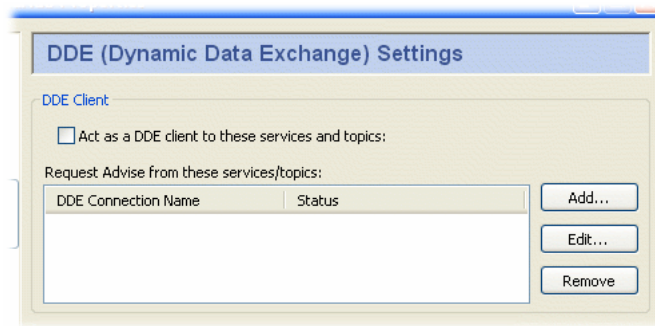 DDE (Dynamic Data Exchange) Settings
DDE Client
Act as a DDE client to these services and topics:
Request Advise from these services/topics:
DDE Connection Name Status
Add...
Edit...
Remove